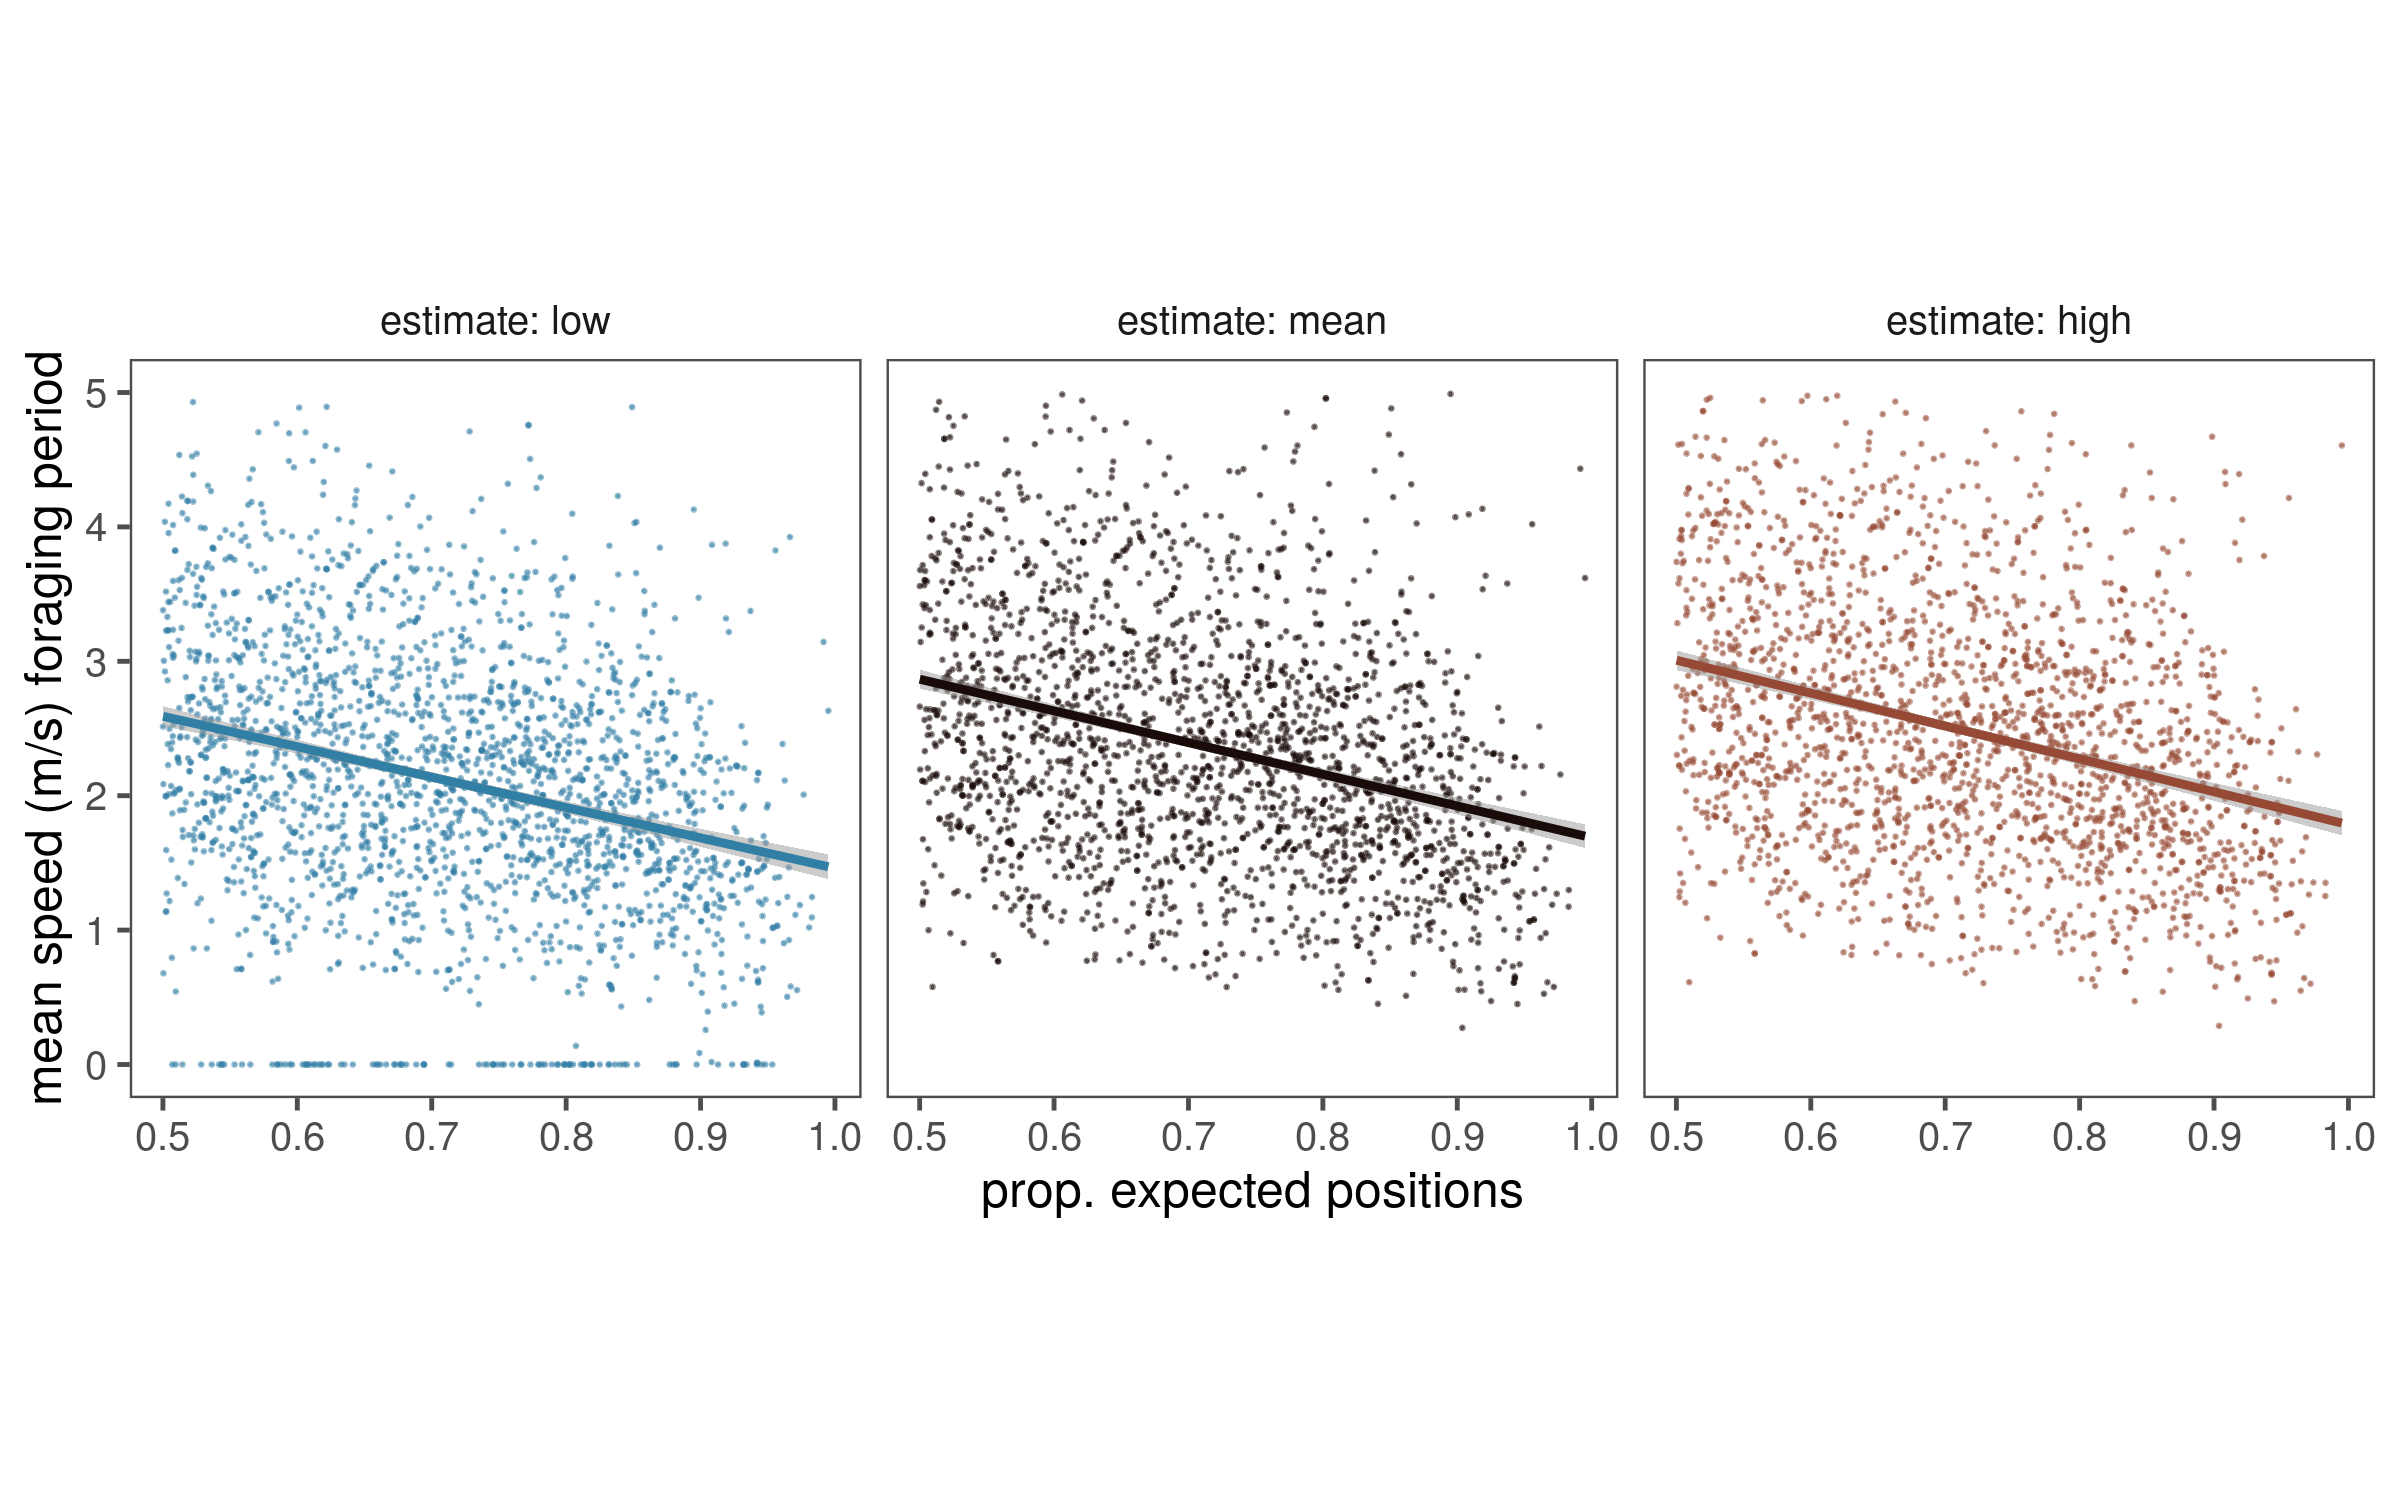 estimate: low
estimate: mean
estimate: high
mean speed (m/s) foraging period
5
4
3
2
1
0
0.5 0.6 0.7 0.8 0.9 1.0
0.5 0.6 0.7 0.8 0.9 1.0
0.5 0.6 0.7 0.8 0.9 1.0
prop. expected positions